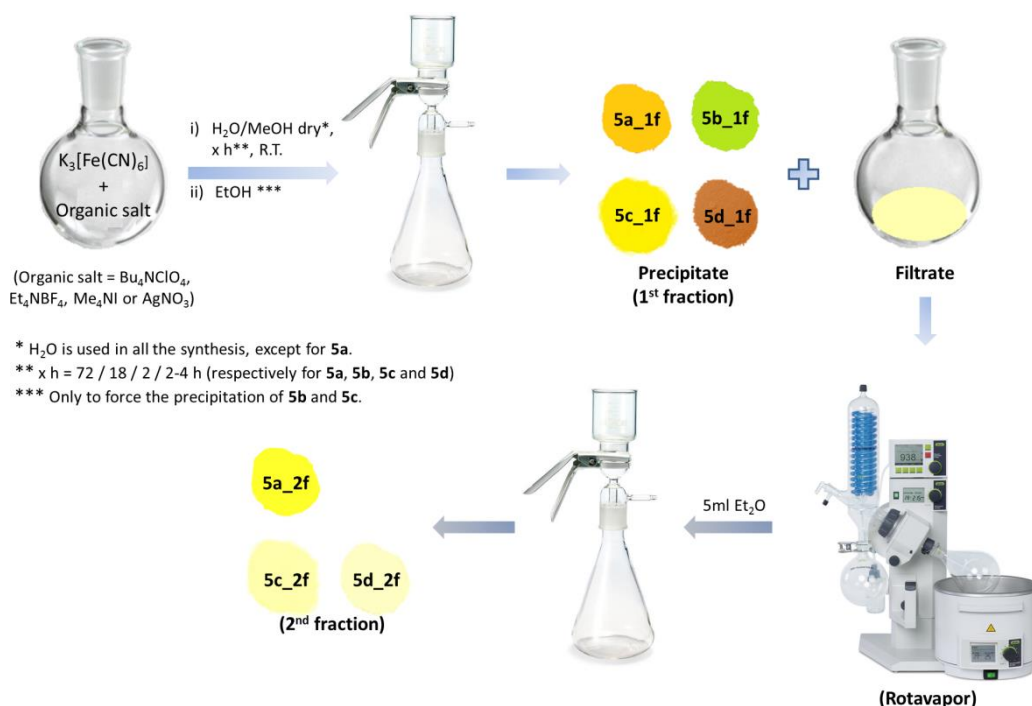 K₃[Fe(CN)₆]
+
Organic salt
(Organic salt = Bu₄NClO₄,
Et₄NBF₄, Me₄NI or AgNO₃)
i) H₂O/MeOH dry*,
x h**, R.T.
ii) EtOH ***
5a_1f
5b_1f
5c_1f
5d_1f
Precipitate
(1ˢᵗ fraction)
Filtrate
* H₂O is used in all the synthesis, except for 5a.
** x h = 72 / 18 / 2 / 2-4 h (respectively for 5a, 5b, 5c and 5d)
*** Only to force the precipitation of 5b and 5c.
5a_2f
5c_2f
5d_2f
(2ⁿᵈ fraction)
5ml Et₂O
938
(Rotavapor)